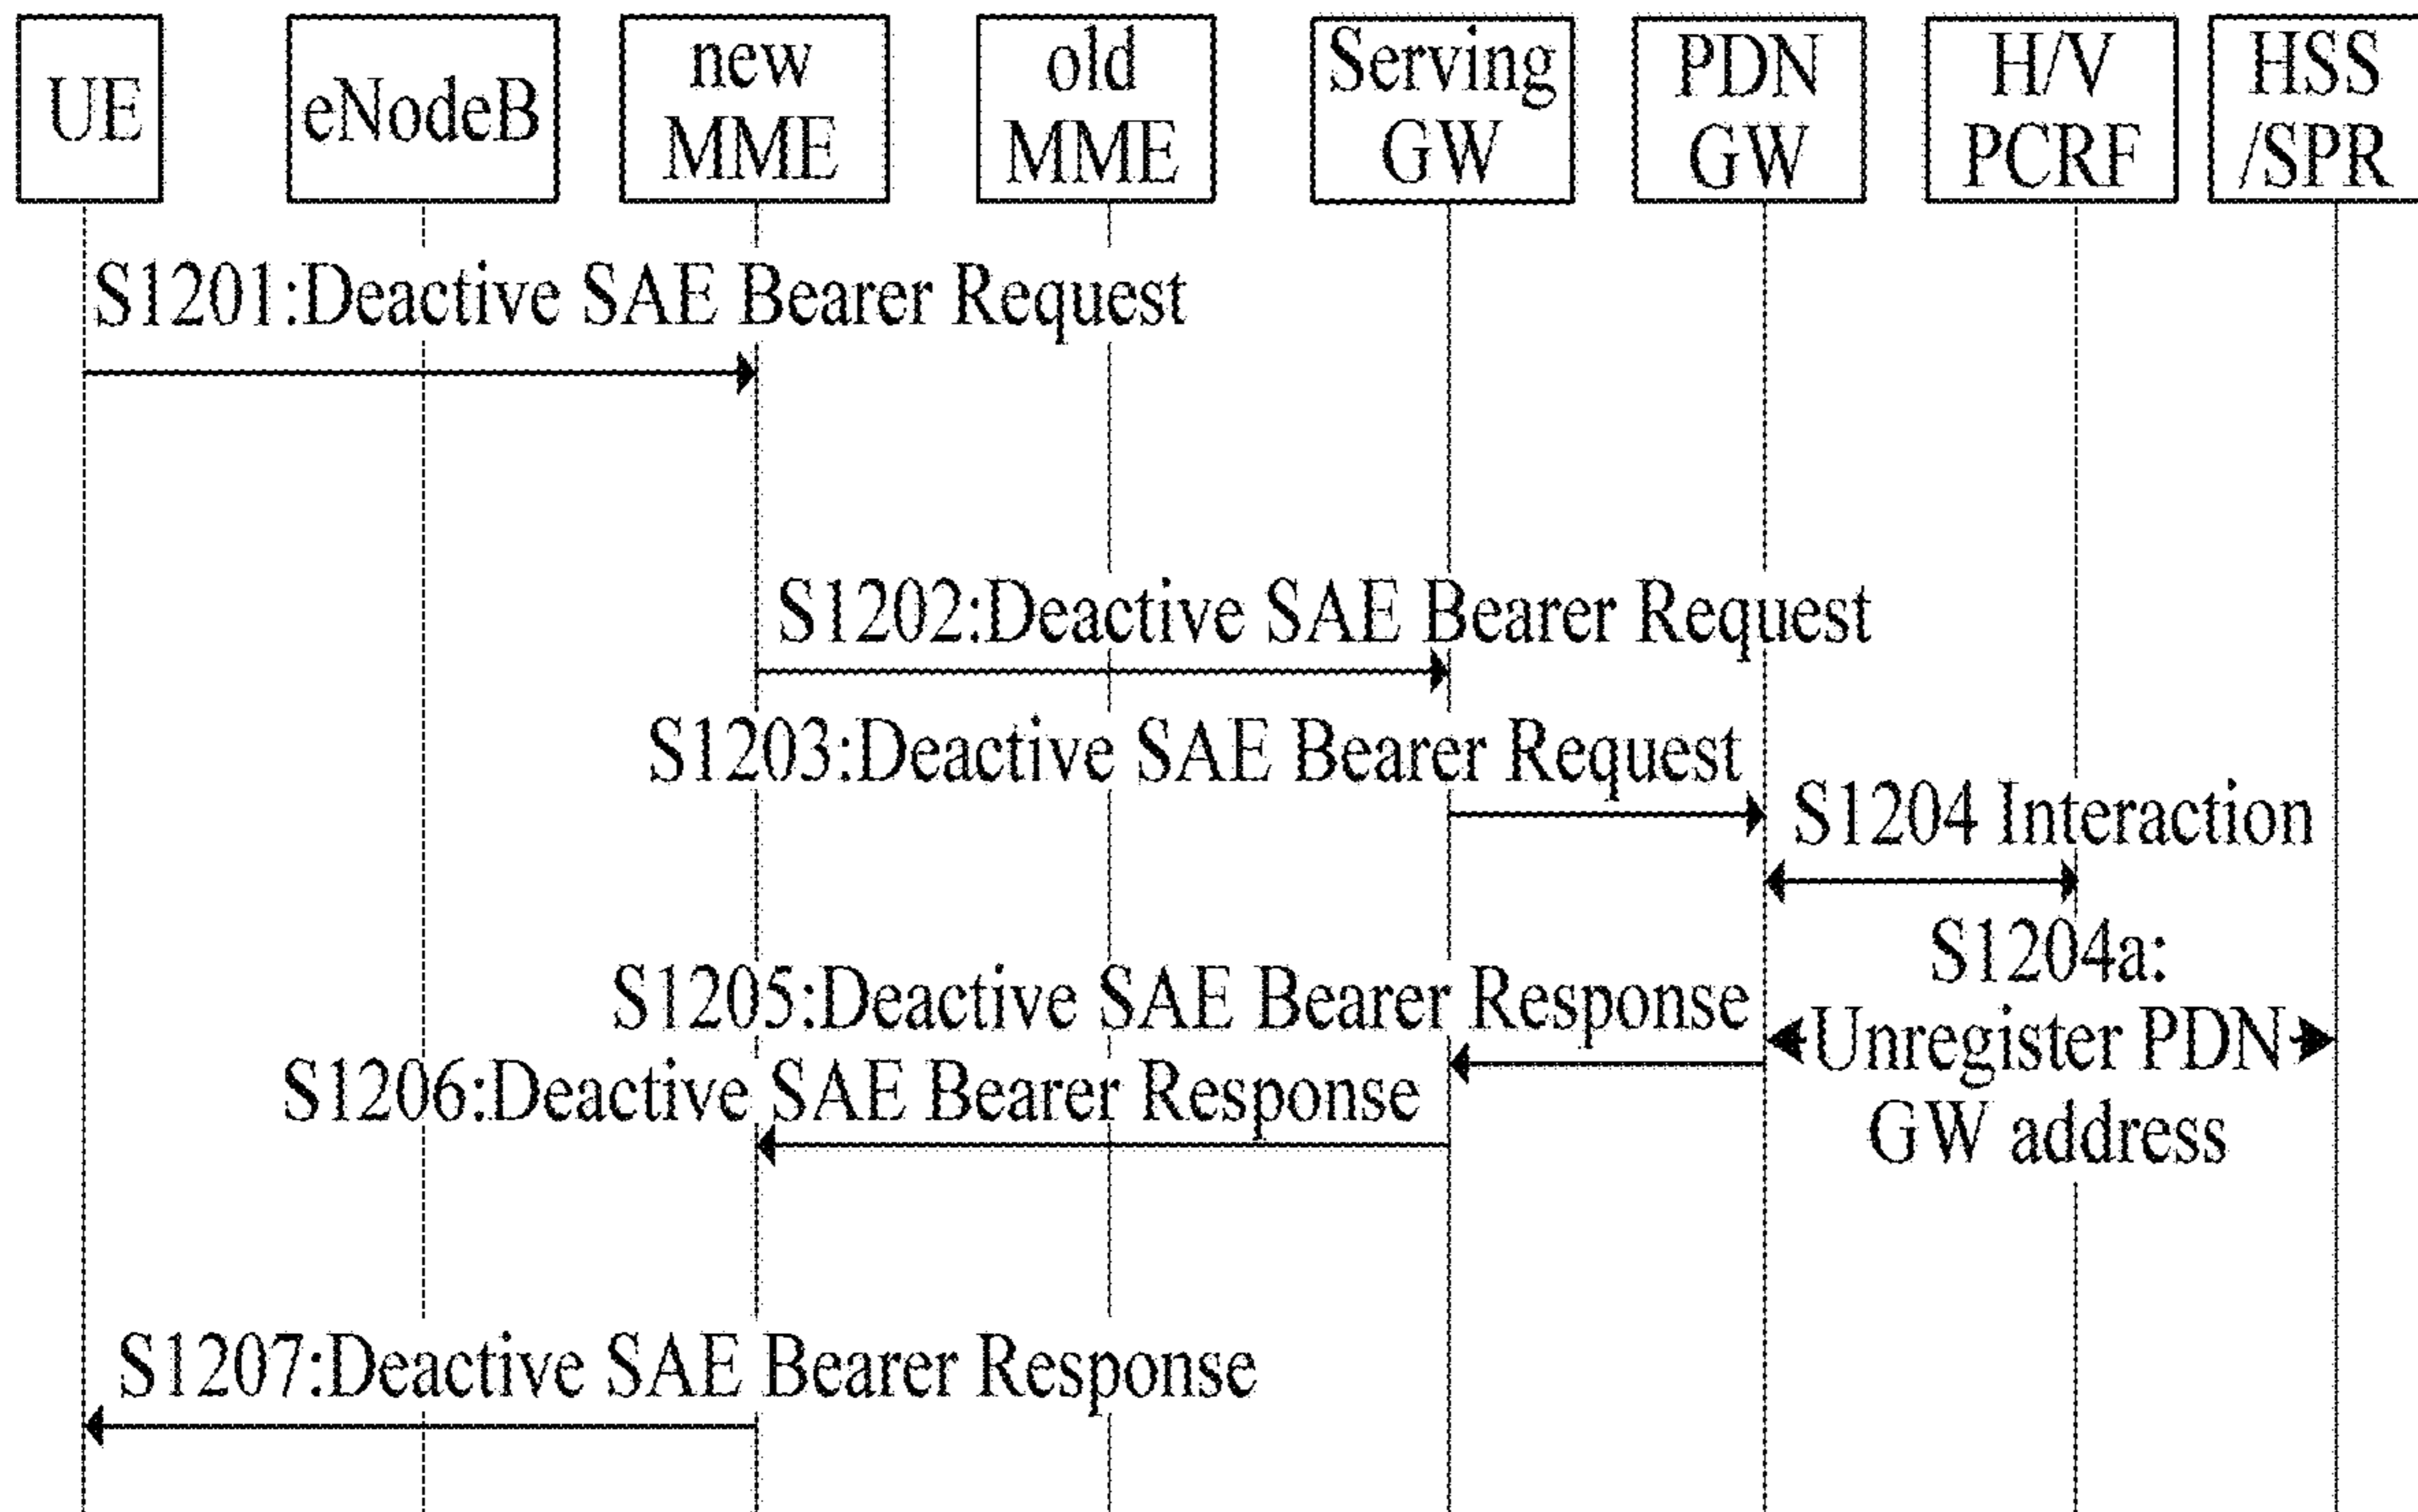 UE
eNodeB
new
MME
old
MME
Serving
GW
PDN
GW
H/V
PCRF
HSS
/SPR
S1201:Deactive SAE Bearer Request
S1202:Deactive SAE Bearer Request
S1203:Deactive SAE Bearer Request
S1204 Interaction
S1204a:
Unregister PDN
GW address
S1205:Deactive SAE Bearer Response
S1206:Deactive SAE Bearer Response
S1207:Deactive SAE Bearer Response